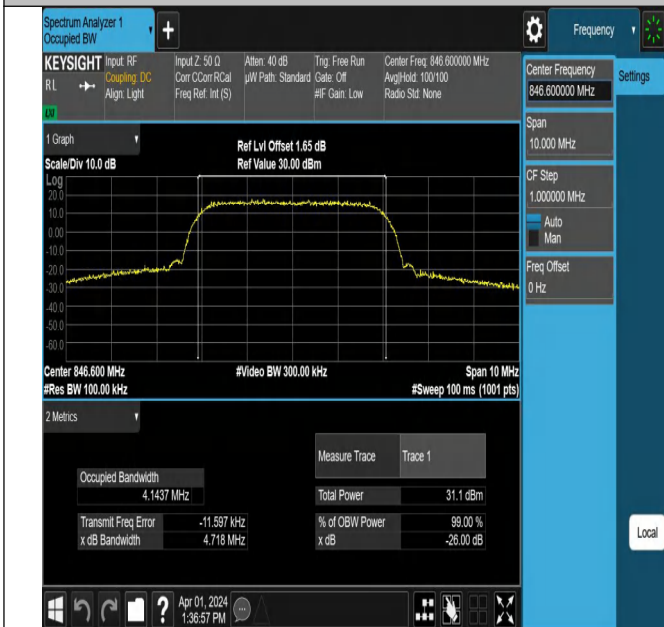 Spectrum Analyzer 1
Occupied BW
+
Frequency
KEYSIGHT
RL
LXI
Input: RF
Coupling: DC
Align: Light
Input Z: 50 Ω
Corr CCorr RCal
Freq Ref: Int (S)
Atten: 40 dB
µW Path: Standard
Trig: Free Run
Gate: Off
#IF Gain: Low
Center Freq: 846.600000 MHz
Avg|Hold: 100/100
Radio Std: None
Center Frequency
846.600000 MHz
Settings
Span
10.000 MHz
CF Step
1.000000 MHz
Auto
Man
Freq Offset
0 Hz
Local
1 Graph
Scale/Div 10.0 dB
Ref Lvl Offset 1.65 dB
Ref Value 30.00 dBm
Log
20.0
10.0
0.00
-10.0
-20.0
-30.0
-40.0
-50.0
-60.0
Center 846.600 MHz
#Video BW 300.00 kHz
Span 10 MHz
#Res BW 100.00 kHz
#Sweep 100 ms (1001 pts)
2 Metrics
Measure Trace
Trace 1
Occupied Bandwidth
4.1437 MHz
Total Power
31.1 dBm
Transmit Freq Error
-11.597 kHz
% of OBW Power
99.00 %
x dB Bandwidth
4.718 MHz
x dB
-26.00 dB
?
Apr 01, 2024
1:36:57 PM